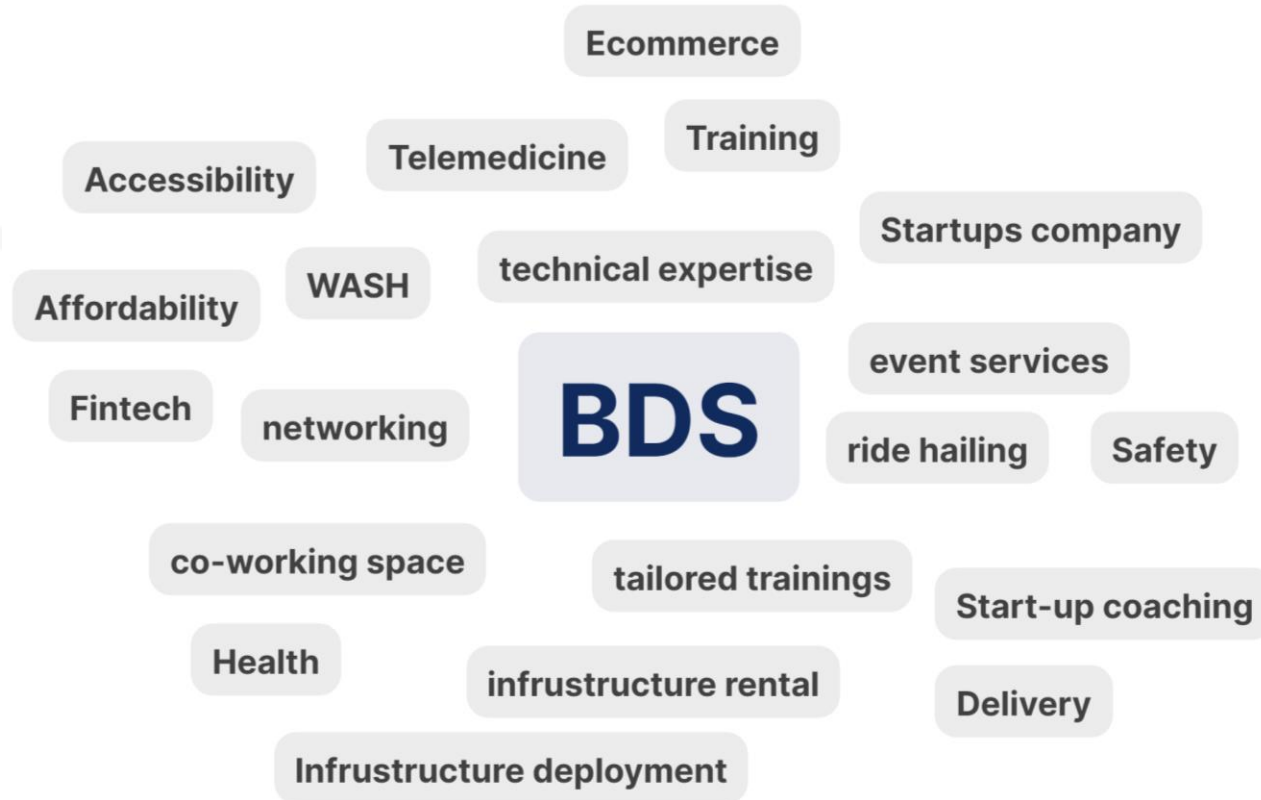 Ecommerce
Training
Telemedicine
Accessibility
Startups company
technical expertise
WASH
Affordability
event services
Fintech
networking
BDS
ride hailing
Safety
co-working space
tailored trainings
Start-up coaching
Health
infrustructure rental
Delivery
Infrustructure deployment